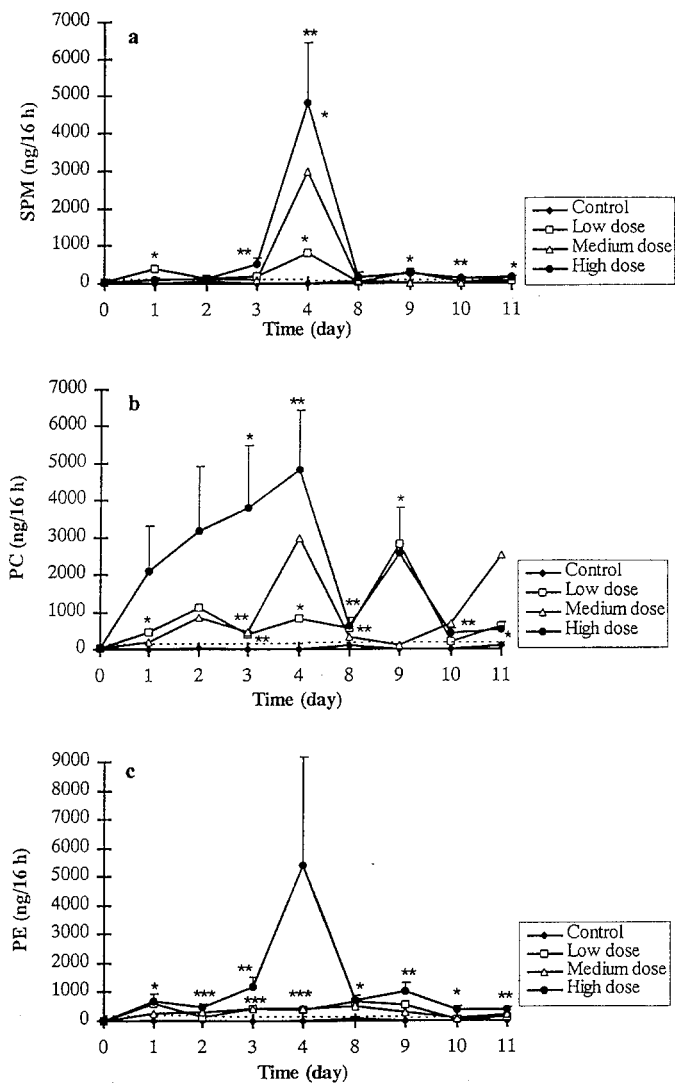 a
7000
6000
5000
4000
3000
2000
1000
0
SPM (ng/16 h)
**
*
*
*
**
*
**
*
0 1 2 3 4 8 9 10 11
Time (day)
Control
Low dose
Medium dose
High dose
b
7000
6000
5000
4000
3000
2000
1000
0
PC (ng/16 h)
**
*
*
*
**
*
**
**
**
**
*
0 1 2 3 4 8 9 10 11
Time (day)
Control
Low dose
Medium dose
High dose
c
9000
8000
7000
6000
5000
4000
3000
2000
1000
0
PE (ng/16 h)
**
**
*
***
***
***
*
*
**
0 1 2 3 4 8 9 10 11
Time (day)
Control
Low dose
Medium dose
High dose